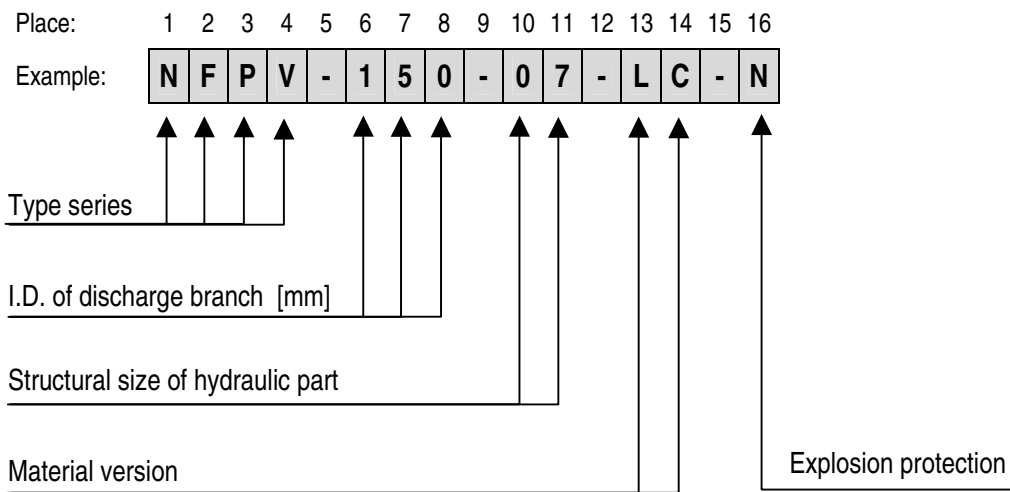 Place: 1 2 3 4 5 6 7 8 9 10 11 12 13 14 15 16
Example: N F P V - 1 5 0 - 0 7 - L C - N
Type series
I.D. of discharge branch [mm]
Structural size of hydraulic part
Material version
Explosion protection